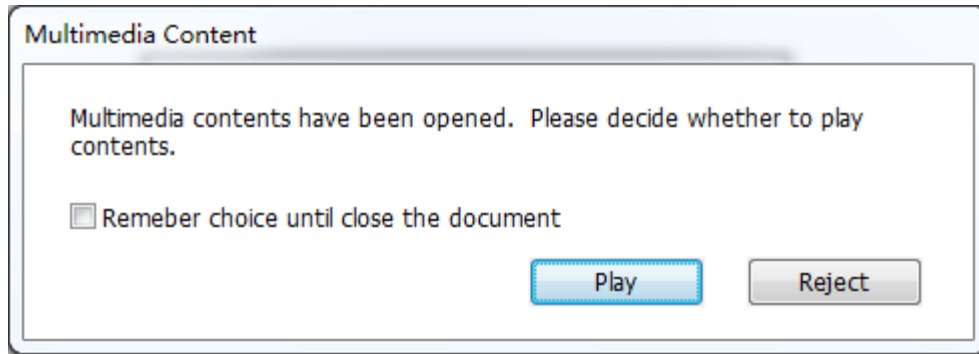 Multimedia Content
Multimedia contents have been opened.  Please decide whether to play
contents.
Remeber choice until close the document
Play Reject